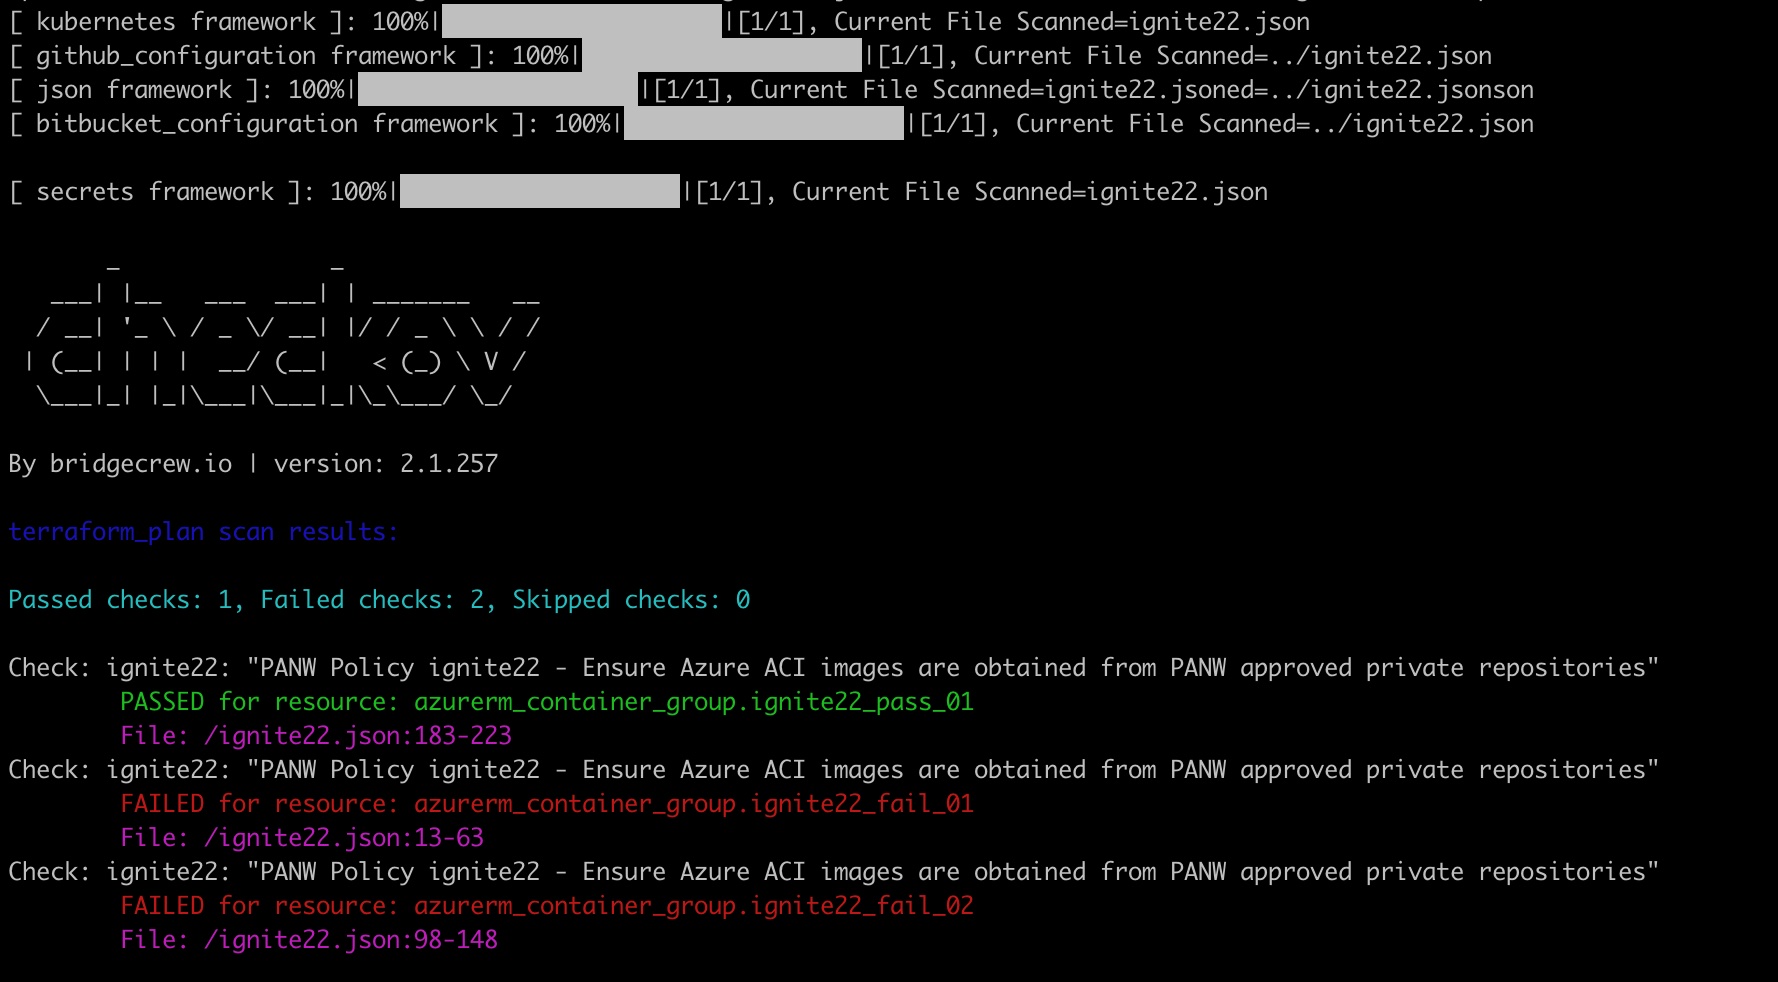 [ kubernetes framework ]: 100%|████████████████████|[1/1], Current File Scanned=ignite22.json
[ github_configuration framework ]: 100%|████████████████████|[1/1], Current File Scanned=../ignite22.json
[ json framework ]: 100%|████████████████████|[1/1], Current File Scanned=ignite22.jsoned=../ignite22.jsonson
[ bitbucket_configuration framework ]: 100%|████████████████████|[1/1], Current File Scanned=../ignite22.json
[ secrets framework ]: 100%|████████████████████|[1/1], Current File Scanned=ignite22.json
checkov
By bridgecrew.io | version: 2.1.257
terraform_plan scan results:
Passed checks: 1, Failed checks: 2, Skipped checks: 0
Check: ignite22: "PANW Policy ignite22 - Ensure Azure ACI images are obtained from PANW approved private repositories"
PASSED for resource: azurerm_container_group.ignite22_pass_01
File: /ignite22.json:183-223
Check: ignite22: "PANW Policy ignite22 - Ensure Azure ACI images are obtained from PANW approved private repositories"
FAILED for resource: azurerm_container_group.ignite22_fail_01
File: /ignite22.json:13-63
Check: ignite22: "PANW Policy ignite22 - Ensure Azure ACI images are obtained from PANW approved private repositories"
FAILED for resource: azurerm_container_group.ignite22_fail_02
File: /ignite22.json:98-148